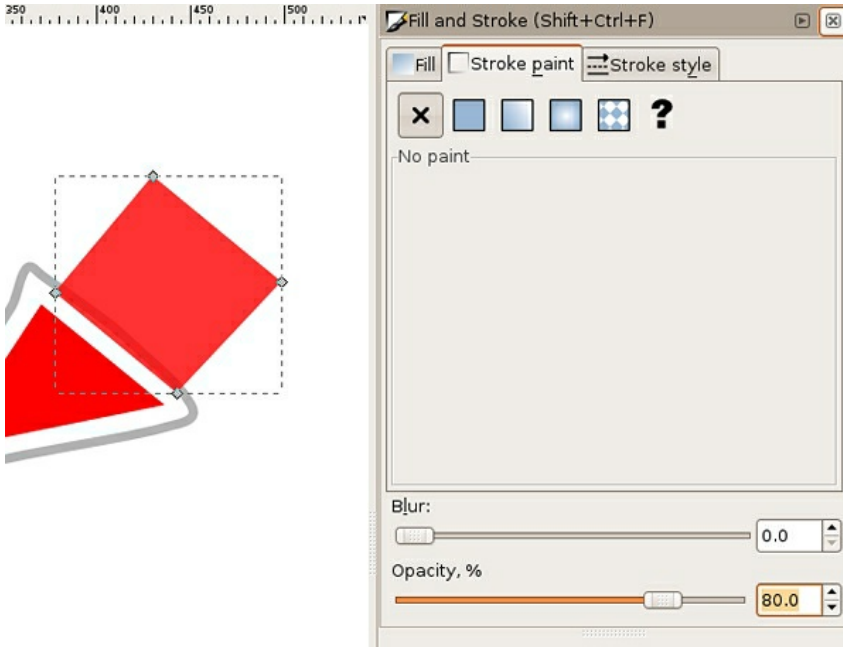 350 400 450 500
Fill and Stroke (Shift+Ctrl+F)
Fill Stroke paint Stroke style
?
No paint
Blur:
0.0
Opacity, %
80.0